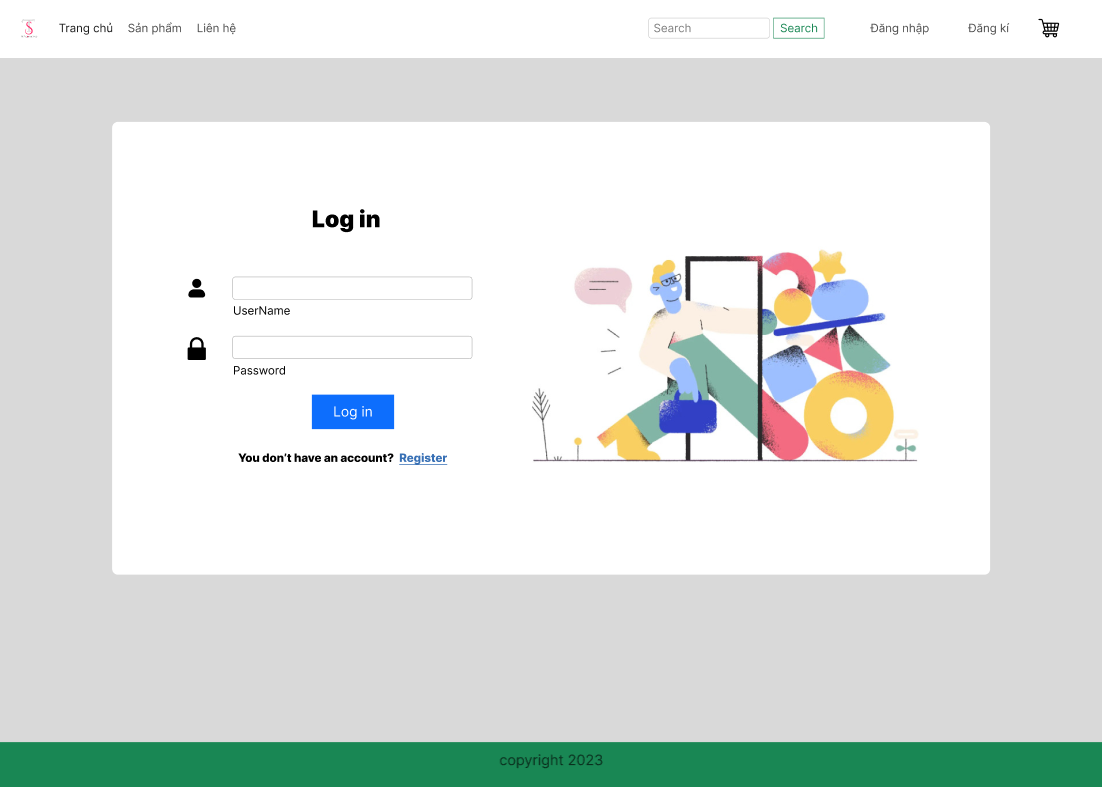 Trang chủ Sản phẩm Liên hệ Search Search Đăng nhập Đăng kí
Log in
UserName
Password
Log in
You don't have an account? Register
copyright 2023